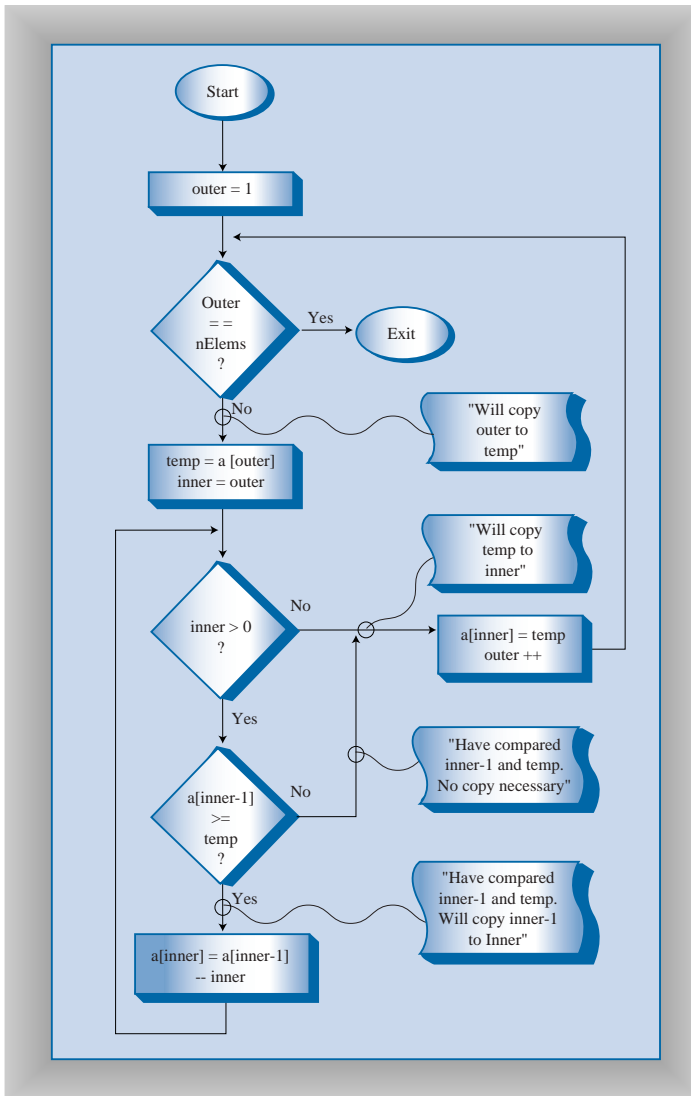 Start
outer = 1
Outer
= =
nElems
?
Yes
Exit
No
"Will copy
outer to
temp"
temp = a [outer]
inner = outer
"Will copy
temp to
inner"
inner > 0
?
No
a[inner] = temp
outer ++
Yes
"Have compared
inner-1 and temp.
No copy necessary"
a[inner-1]
>=
temp
?
No
Yes
"Have compared
inner-1 and temp.
Will copy inner-1
to Inner"
a[inner] = a[inner-1]
-- inner